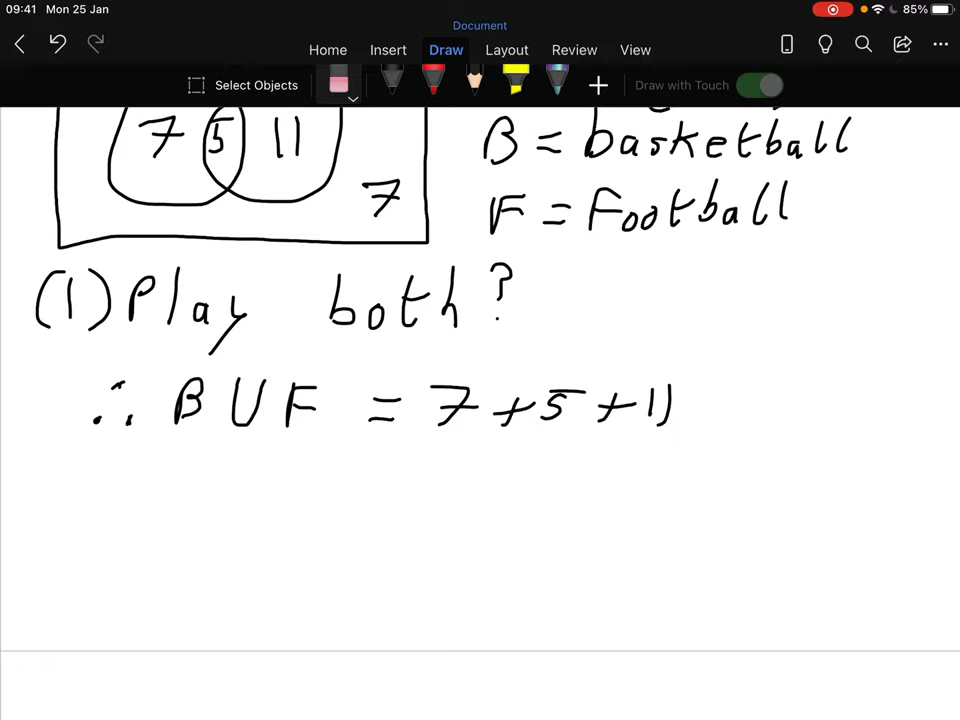 09:41 Mon 25 Jan 85%
Document
Home Insert Draw Layout Review View
Select Objects Draw with Touch
7 5 11
7
B = basketball
F = Football
(1) Play both?
∴ B U F = 7 + 5 + 11